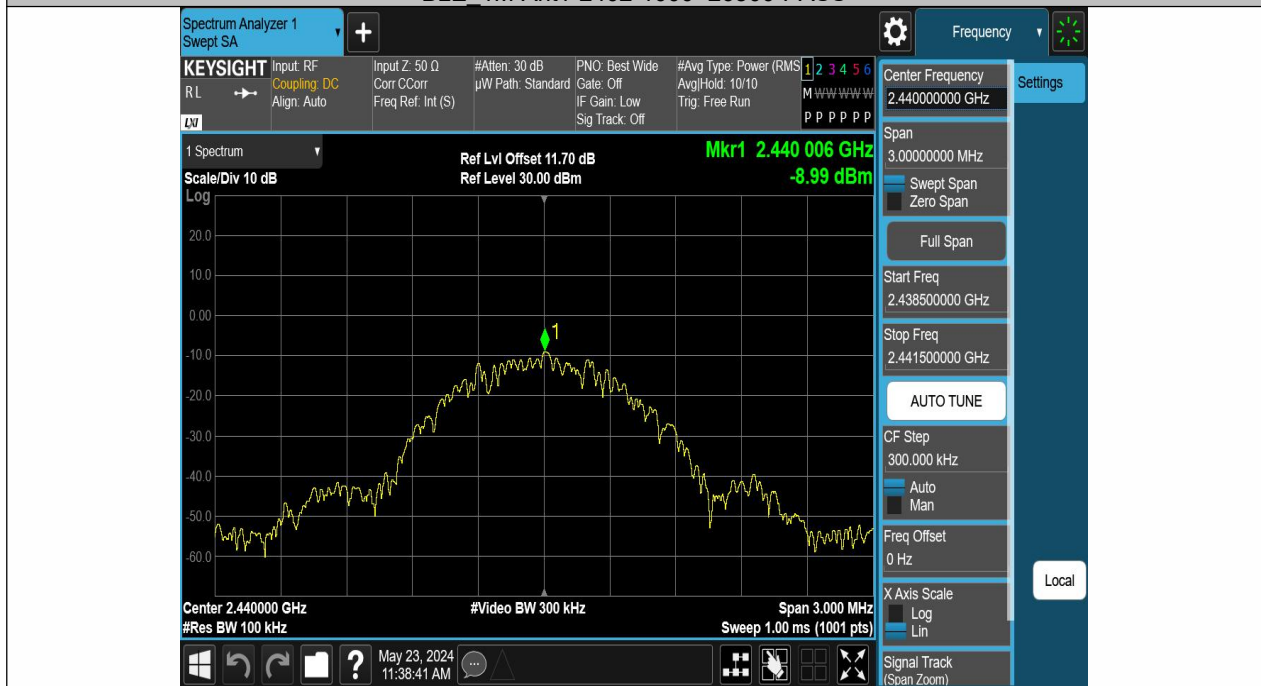 Spectrum Analyzer 1
Swept SA
Frequency
KEYSIGHT
RL
LXI
Input: RF
Coupling: DC
Align: Auto
Input Z: 50 Ω
Corr CCorr
Freq Ref: Int (S)
#Atten: 30 dB
µW Path: Standard
PNO: Best Wide
Gate: Off
IF Gain: Low
Sig Track: Off
#Avg Type: Power (RMS
Avg|Hold: 10/10
Trig: Free Run
1 2 3 4 5 6
M W W W W W
P P P P P P
1 Spectrum
Scale/Div 10 dB
Log
Ref Lvl Offset 11.70 dB
Ref Level 30.00 dBm
Mkr1 2.440 006 GHz
-8.99 dBm
20.0
10.0
0.00
-10.0
-20.0
-30.0
-40.0
-50.0
-60.0
1
Center 2.440000 GHz
#Res BW 100 kHz
#Video BW 300 kHz
Span 3.000 MHz
Sweep 1.00 ms (1001 pts)
May 23, 2024
11:38:41 AM
Center Frequency
2.440000000 GHz
Span
3.00000000 MHz
Swept Span
Zero Span
Full Span
Start Freq
2.438500000 GHz
Stop Freq
2.441500000 GHz
AUTO TUNE
CF Step
300.000 kHz
Auto
Man
Freq Offset
0 Hz
X Axis Scale
Log
Lin
Signal Track
(Span Zoom)
Settings
Local